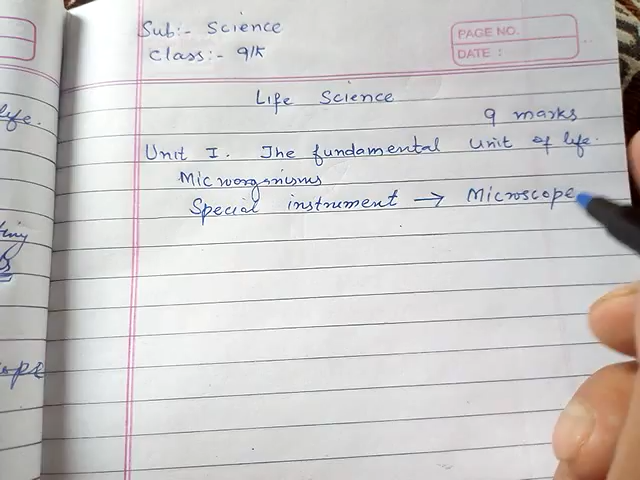 Sub:- Science
Class:- 9th
PAGE NO.
DATE :
Life Science
9 marks
Unit I. The fundamental unit of life.
Microorganisms
Special instrument → Microscope
life.